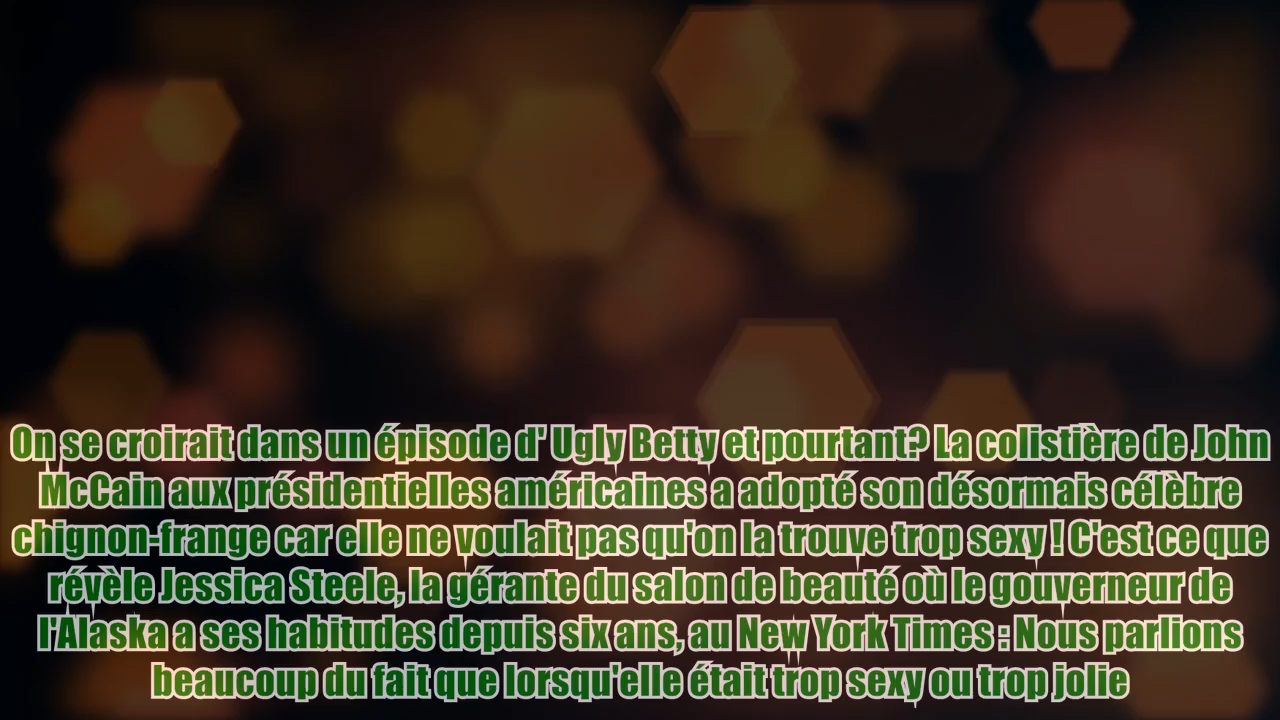 On se croirait dans un épisode d' Ugly Betty et pourtant? La colistière de John
McCain aux présidentielles américaines a adopté son désormais célèbre
chignon-frange car elle ne voulait pas qu'on la trouve trop sexy ! C'est ce que
révèle Jessica Steele, la gérante du salon de beauté où le gouverneur de
l'Alaska a ses habitudes depuis six ans, au New York Times : Nous parlions
beaucoup du fait que lorsqu'elle était trop sexy ou trop jolie